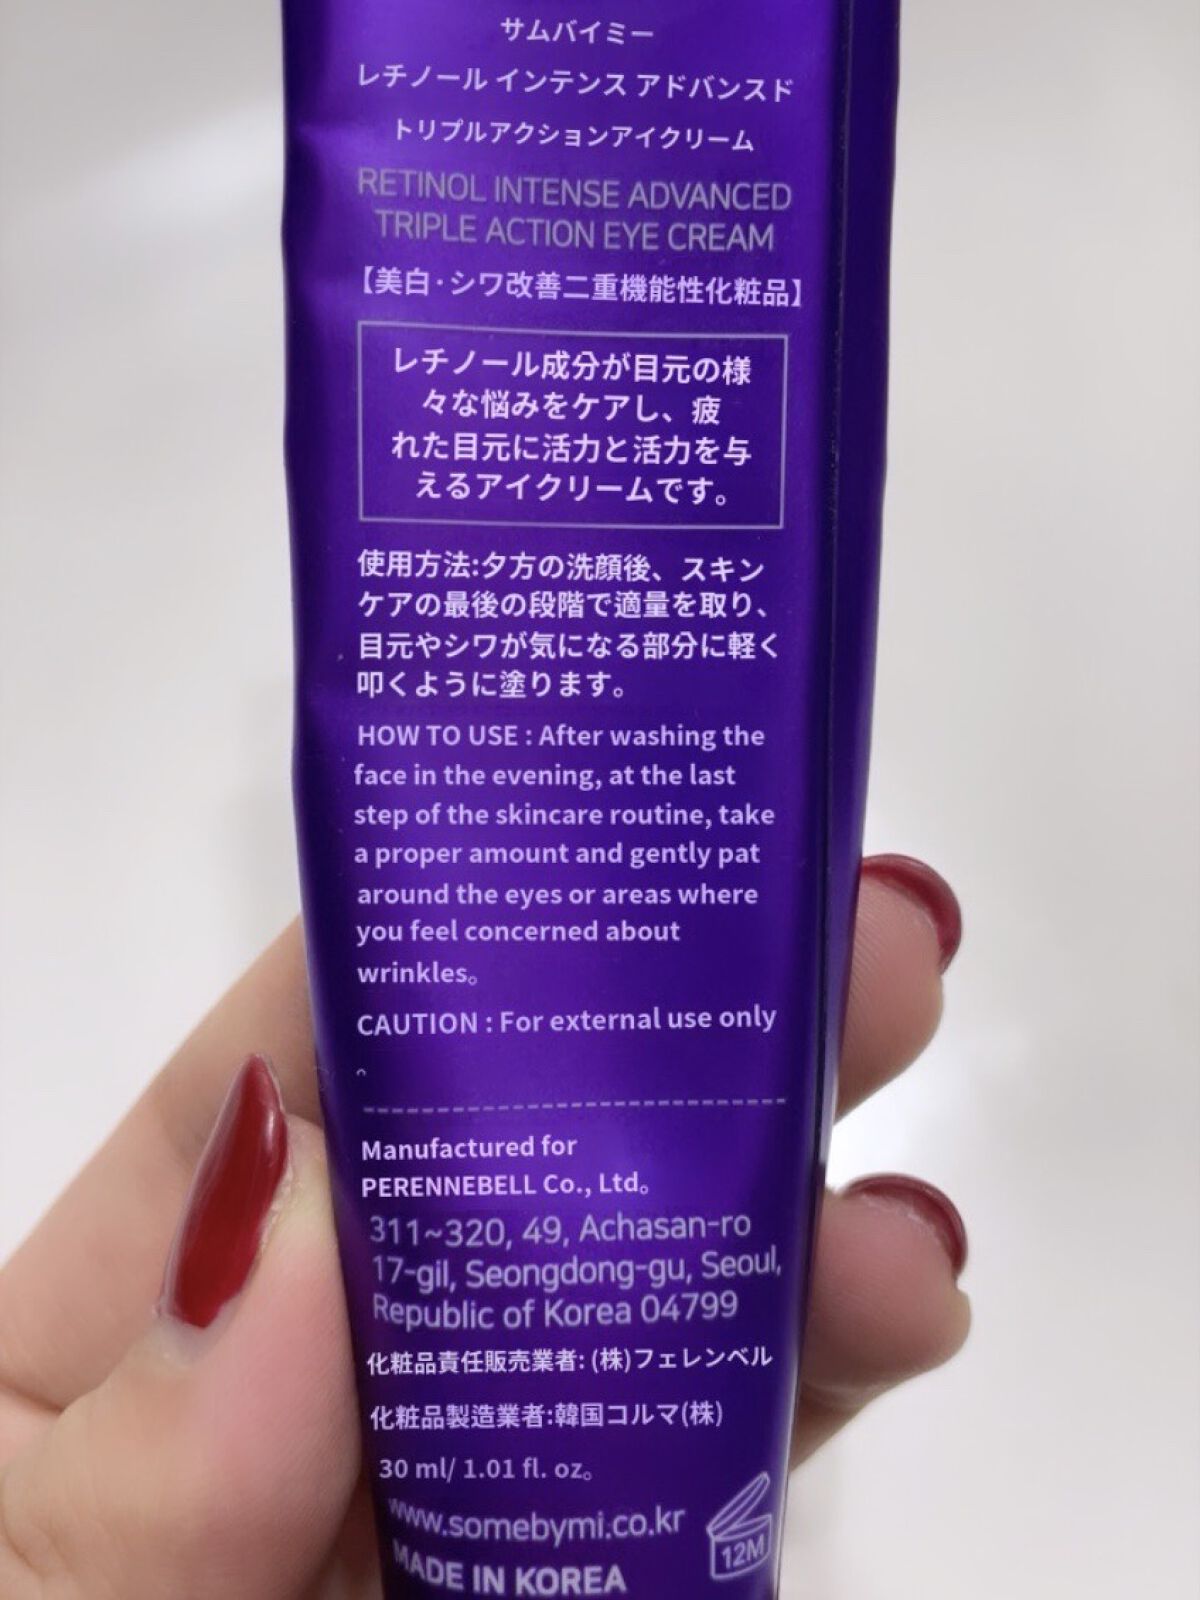 サムバイミー
レチノール インテンス アドバンスド
トリプルアクションアイクリーム
RETINOL INTENSE ADVANCED
TRIPLE ACTION EYE CREAM
【美白·シワ改善二重機能性化粧品】
レチノール成分が目元の様
々な悩みをケアし、疲
れた目元に活力と活力を与
えるアイクリームです。
使用方法:夕方の洗顔後、スキン
ケアの最後の段階で適量を取り、
目元やシワが気になる部分に軽く
叩くように塗ります。
HOW TO USE : After washing the
face in the evening, at the last
step of the skincare routine, take
a proper amount and gently pat
around the eyes or areas where
you feel concerned about
wrinkles。
CAUTION : For external use only
。
Manufactured for
PERENNEBELL Co., Ltd。
311~320, 49, Achasan-ro
17-gil, Seongdong-gu, Seoul,
Republic of Korea 04799
化粧品責任販売業者: (株)フェレンベル
化粧品製造業者:韓国コルマ(株)
30 ml/ 1.01 fl. oz。
www.somebymi.co.kr
12M
MADE IN KOREA